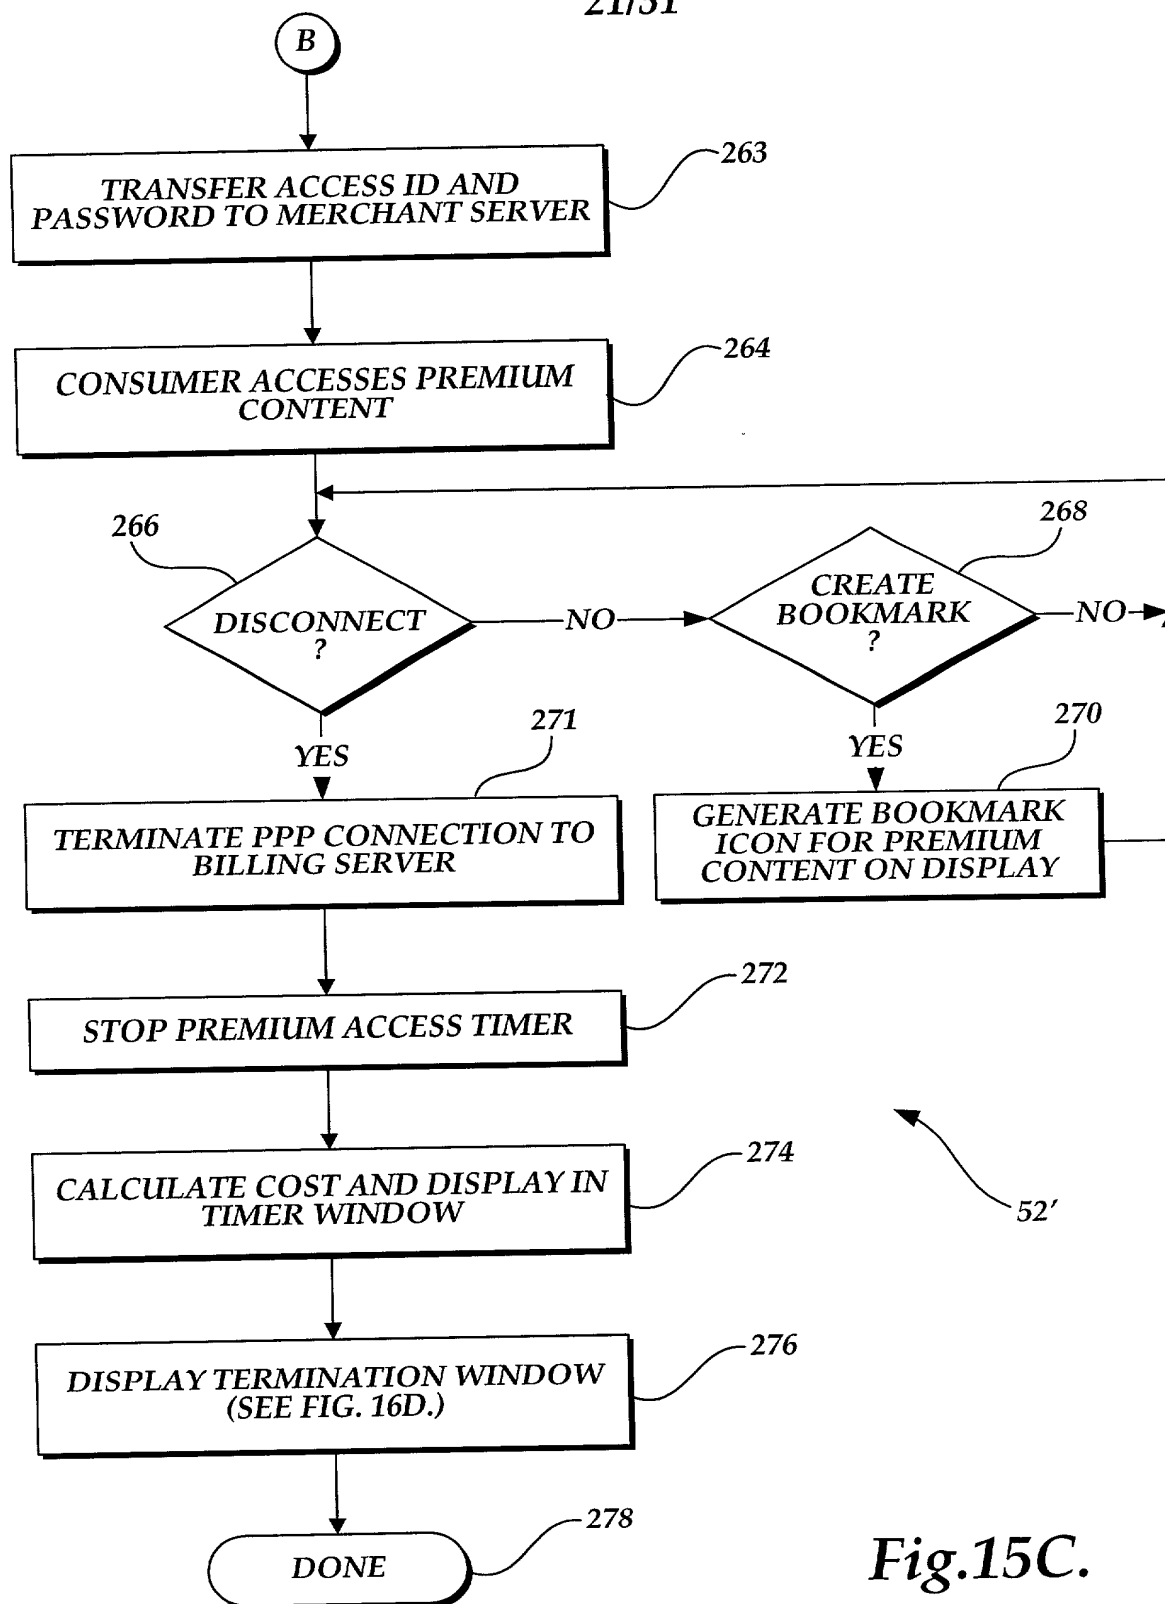 21/31
B
TRANSFER ACCESS ID AND
PASSWORD TO MERCHANT SERVER
263
CONSUMER ACCESSES PREMIUM
CONTENT
264
266
DISCONNECT
?
NO
268
CREATE
BOOKMARK
?
NO
YES
271
YES
270
TERMINATE PPP CONNECTION TO
BILLING SERVER
GENERATE BOOKMARK
ICON FOR PREMIUM
CONTENT ON DISPLAY
272
STOP PREMIUM ACCESS TIMER
274
CALCULATE COST AND DISPLAY IN
TIMER WINDOW
52'
276
DISPLAY TERMINATION WINDOW
(SEE FIG. 16D.)
278
DONE
Fig.15C.